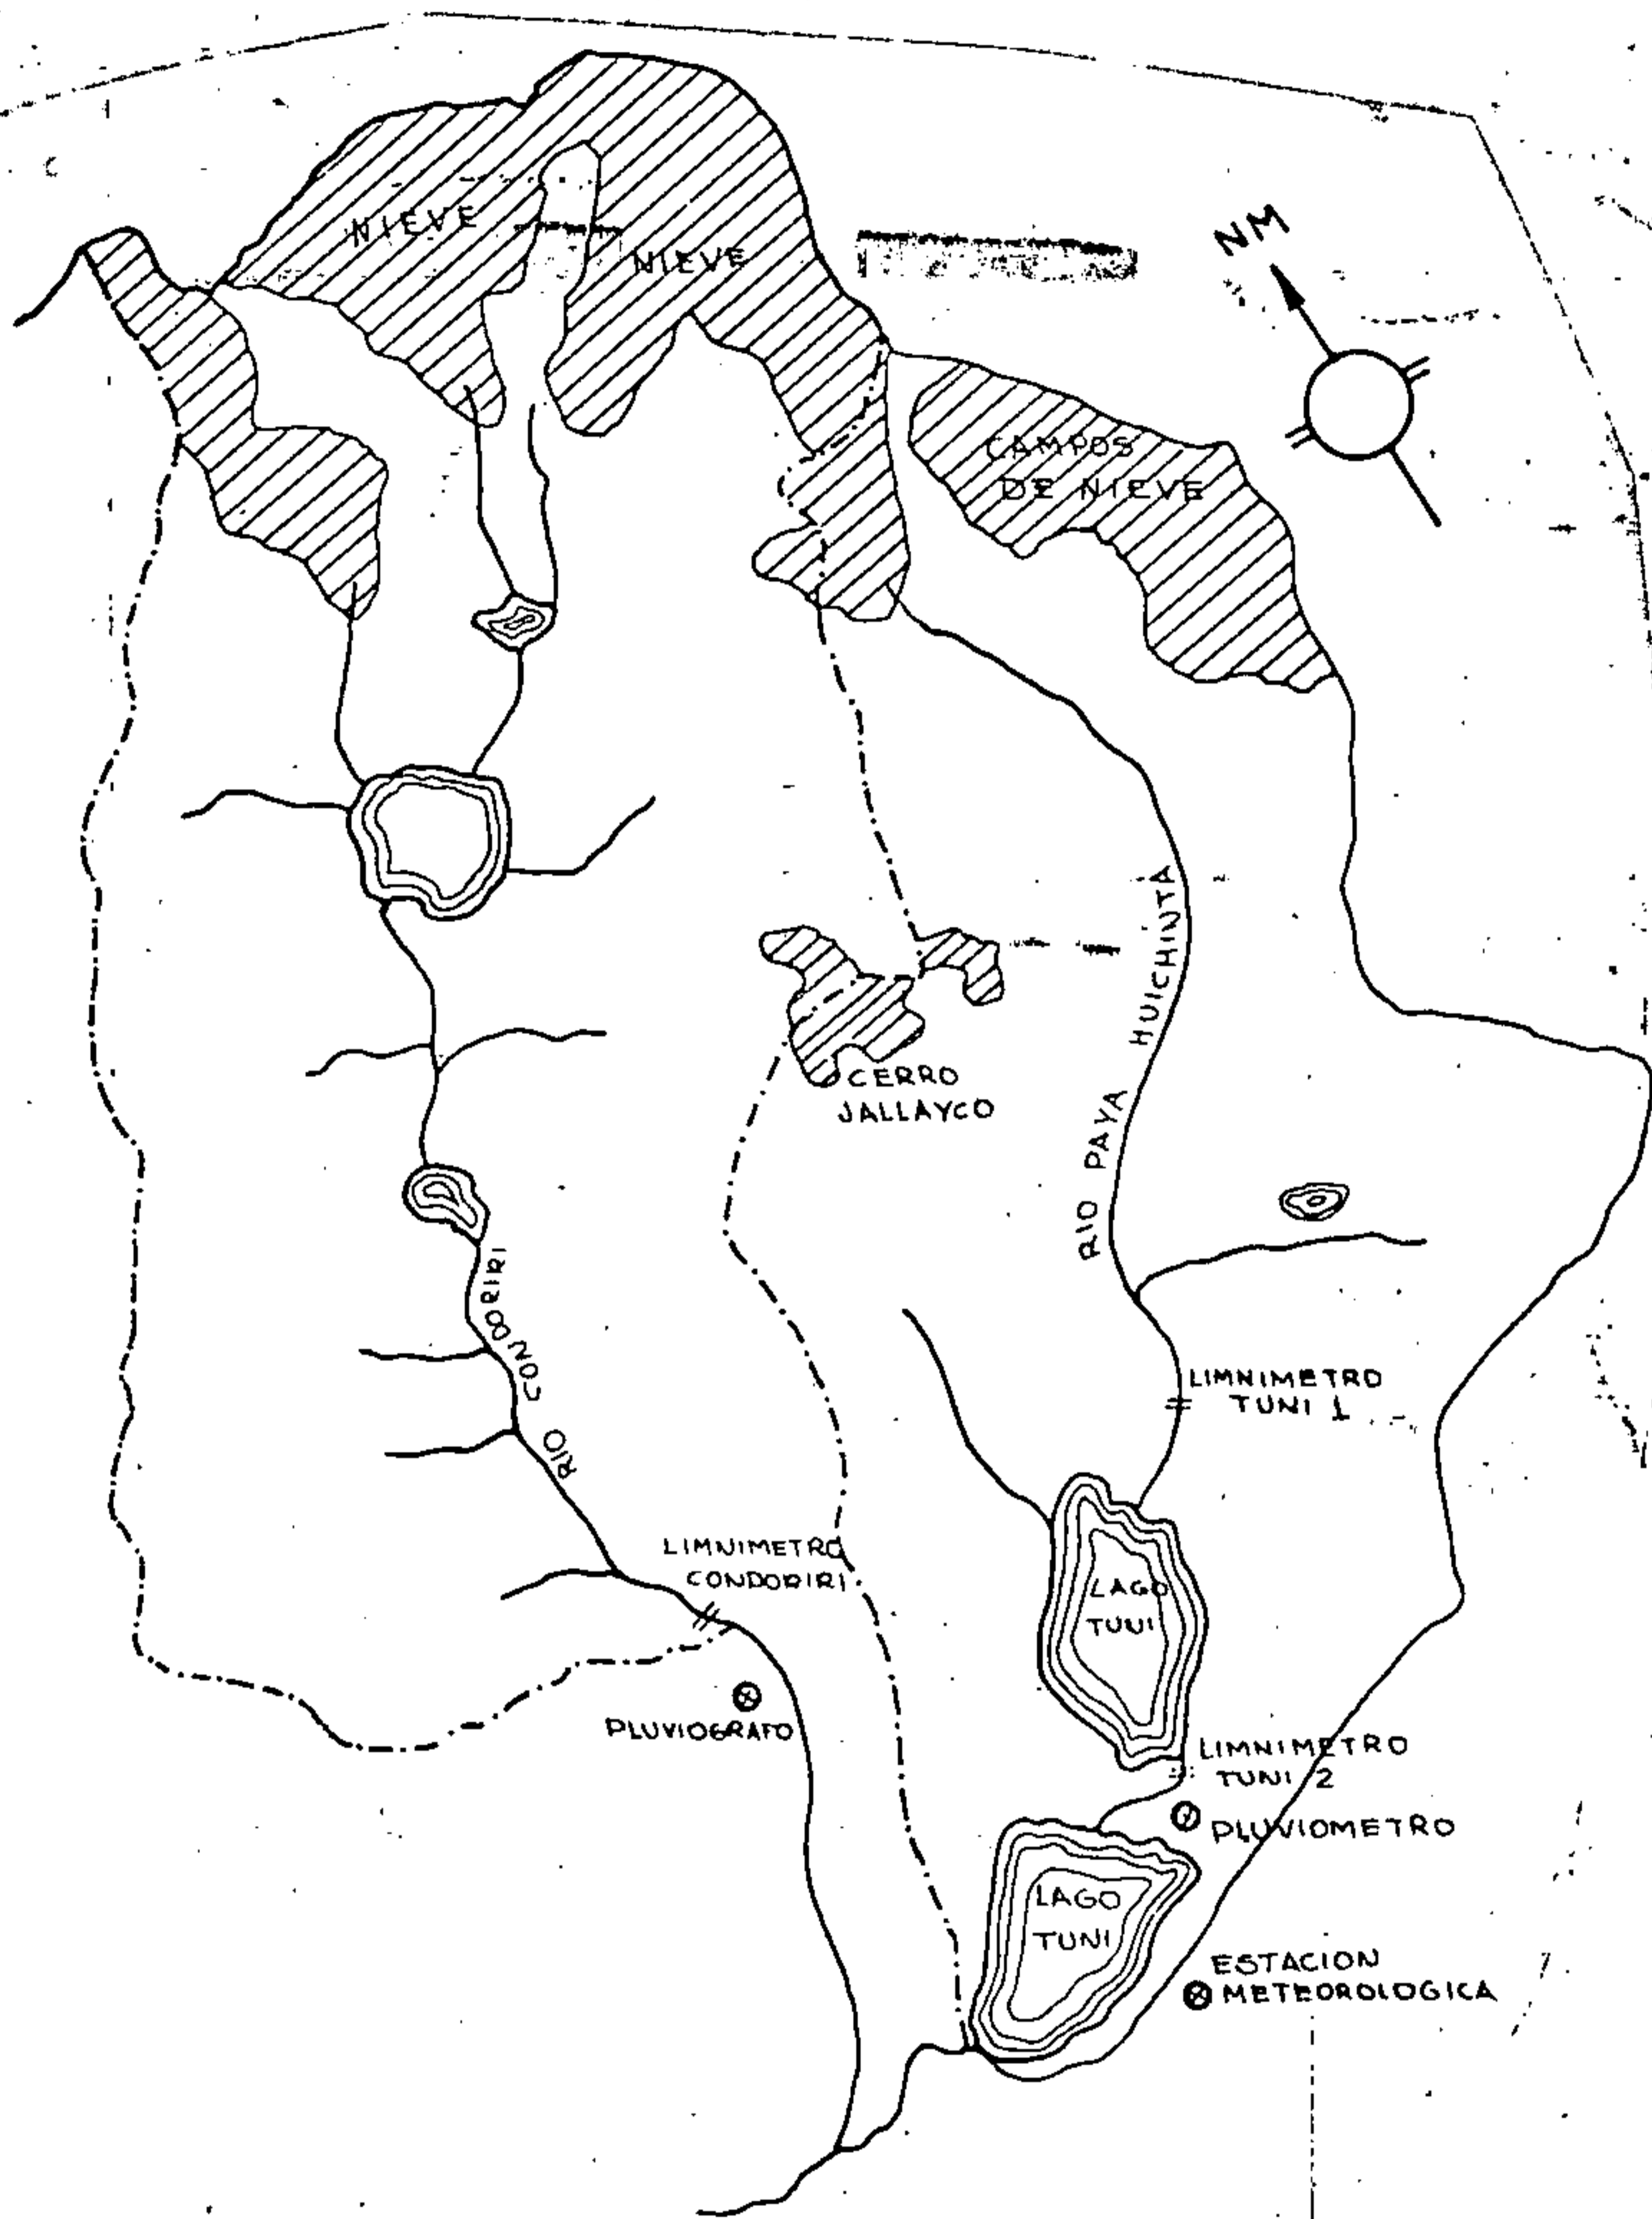 NIEVE
NIEVE
NM
CAMPOS
DE NIEVE
RIO PAYA HUICHINTA
CERRO
JALLAYCO
RIO CONDORIRI
LIMNIMETRO
TUNI 1
LIMNIMETRO
CONDORIRI
LAGO
TUNI
PLUVIOGRAFO
LIMNIMETRO
TUNI 2
PLUVIOMETRO
LAGO
TUNI
ESTACION
METEOROLOGICA